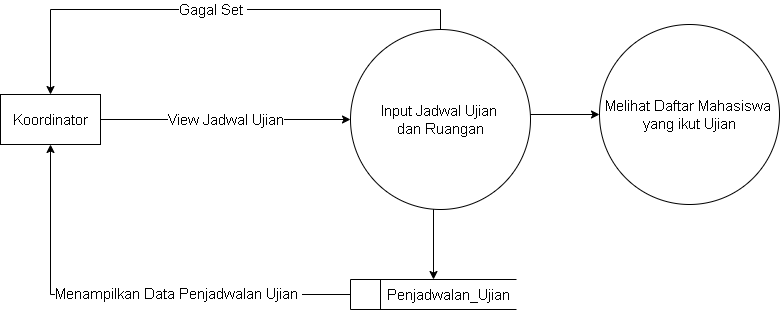 Gagal Set
Koordinator
View Jadwal Ujian
Input Jadwal Ujian
dan Ruangan
Melihat Daftar Mahasiswa
yang ikut Ujian
Menampilkan Data Penjadwalan Ujian
Penjadwalan_Ujian